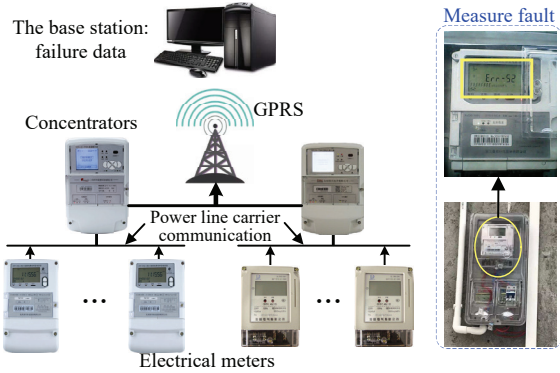 The base station:
failure data
Measure fault
GPRS
Concentrators
Power line carrier
communication
Electrical meters
Err-52